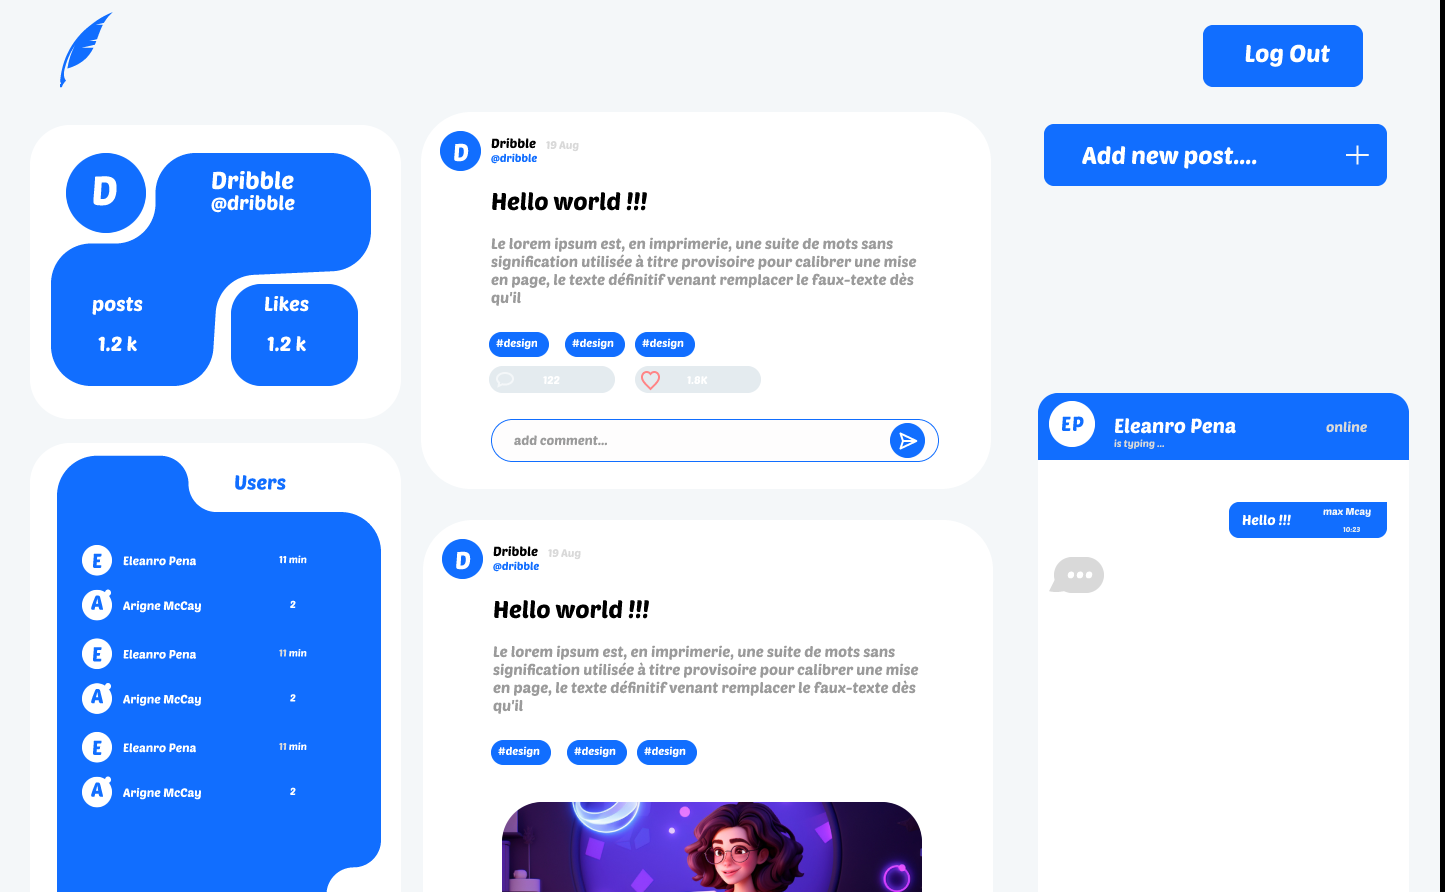 Log Out
D
Dribble
@dribble
posts
1.2 k
Likes
1.2 k
Users
E
Eleanro Pena
11 min
A
Arigne McCay
2
E
Eleanro Pena
11 min
A
Arigne McCay
2
E
Eleanro Pena
11 min
A
Arigne McCay
2
D
Dribble 19 Aug
@dribble
Hello world !!!
Le lorem ipsum est, en imprimerie, une suite de mots sans
signification utilisée à titre provisoire pour calibrer une mise
en page, le texte définitif venant remplacer le faux-texte dès
qu'il
#design #design #design
122 1.8K
add comment...
D
Dribble 19 Aug
@dribble
Hello world !!!
Le lorem ipsum est, en imprimerie, une suite de mots sans
signification utilisée à titre provisoire pour calibrer une mise
en page, le texte définitif venant remplacer le faux-texte dès
qu'il
#design #design #design
Add new post....
EP
Eleanro Pena
is typing ...
online
Hello !!!
max Mcay
10:23